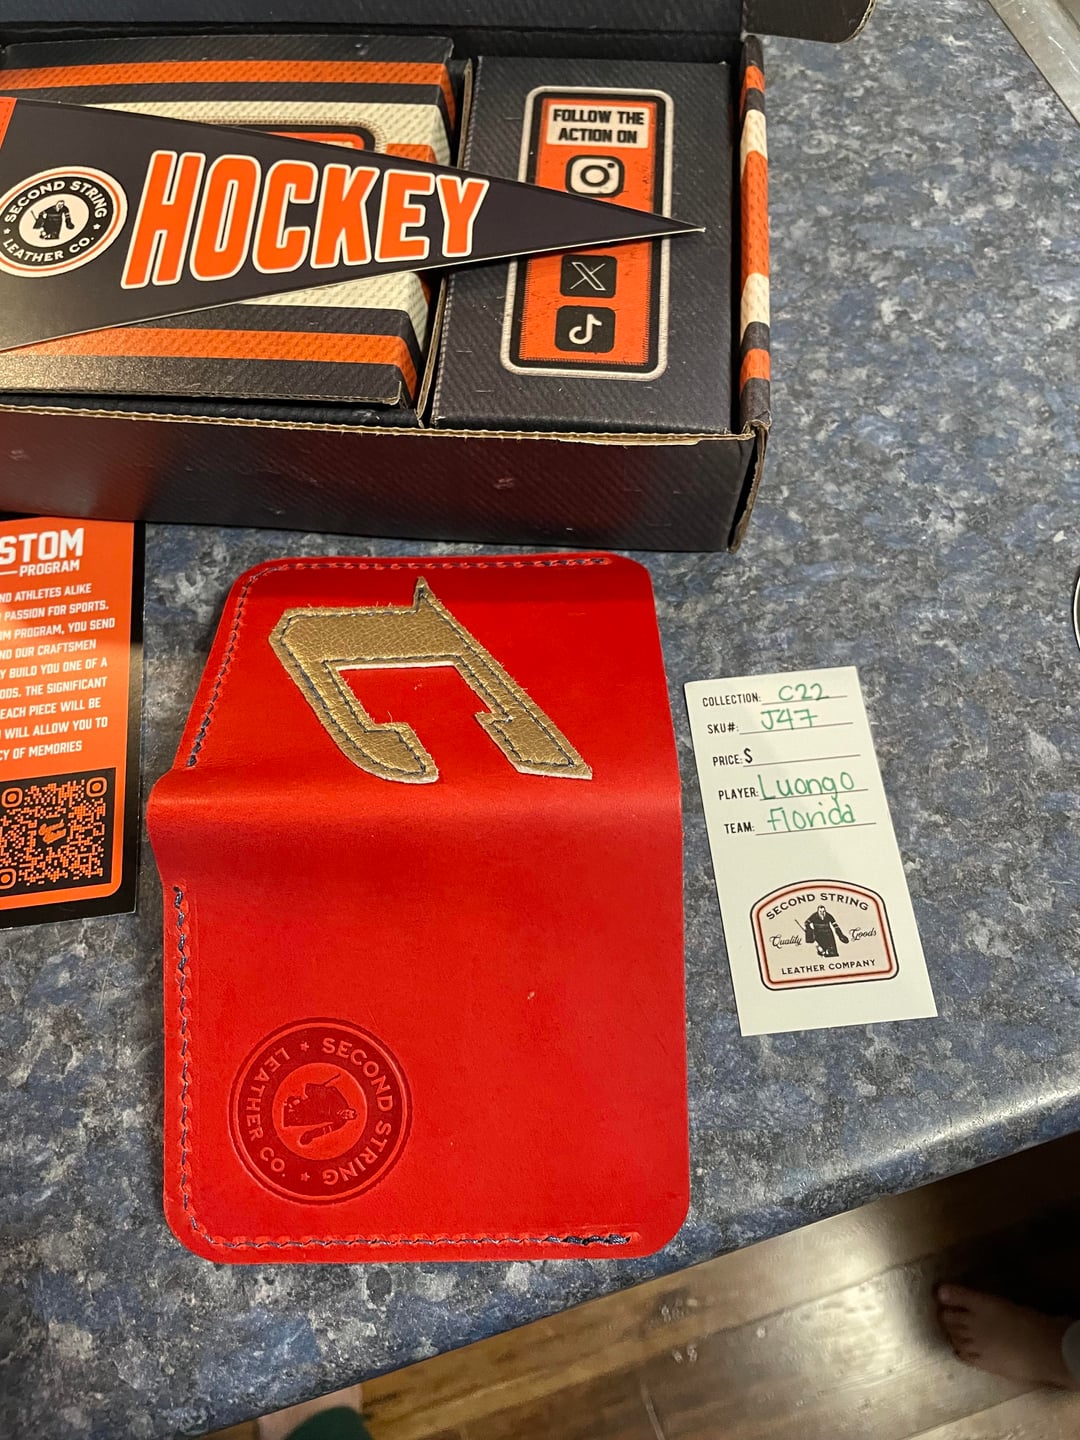 SECOND STRING
LEATHER CO.
HOCKEY
FOLLOW THE
ACTION ON
STOM
PROGRAM
ND ATHLETES ALIKE
PASSION FOR SPORTS.
OM PROGRAM, YOU SEND
ND OUR CRAFTSMEN
Y BUILD YOU ONE OF A
ODS. THE SIGNIFICANT
EACH PIECE WILL BE
WILL ALLOW YOU TO
CY OF MEMORIES
COLLECTION: C22
SKU#: J47
PRICE: $
PLAYER: Luongo
TEAM: Florida
SECOND STRING
Quality Goods
LEATHER COMPANY
SECOND STRING
LEATHER CO.